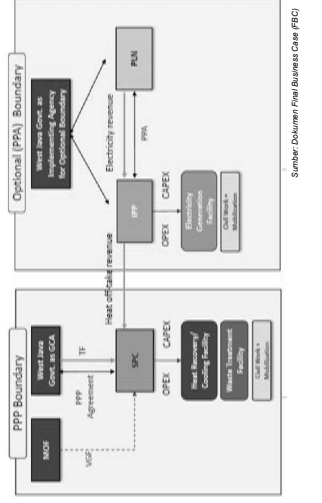 PPP Boundary
MOF
West Java
Govt. as GCA
VGF
PPP
Agreement
TF
SPC
OPEX
CAPEX
Heat Recovery/
Cooling Facility
Waste Treatment
Facility
Civil Work +
Mobilization
Heat off-take revenue
Optional (PPA) Boundary
West Java Govt. as
Implementing Agency
for Optional Boundary
PLN
Electricity revenue
PPA
IPP
OPEX
CAPEX
Electricity
Generation
Facility
Civil Work +
Mobilization
Sumber: Dokumen Final Business Case (FBC)